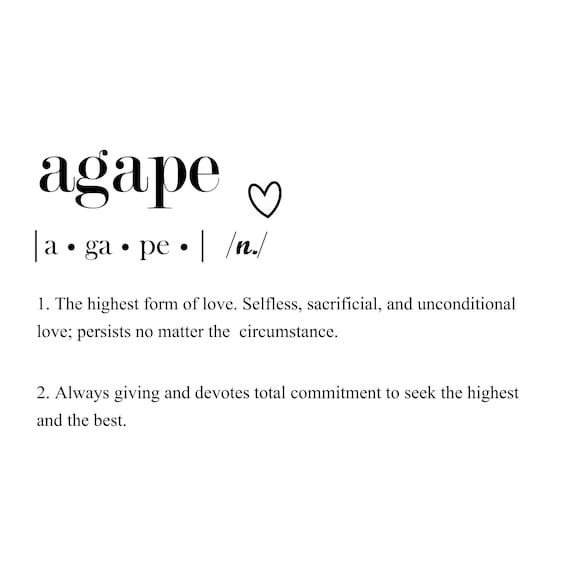 agape
|a • ga • pe • | /n./
1. The highest form of love. Selfless, sacrificial, and unconditional
love; persists no matter the circumstance.
2. Always giving and devotes total commitment to seek the highest
and the best.